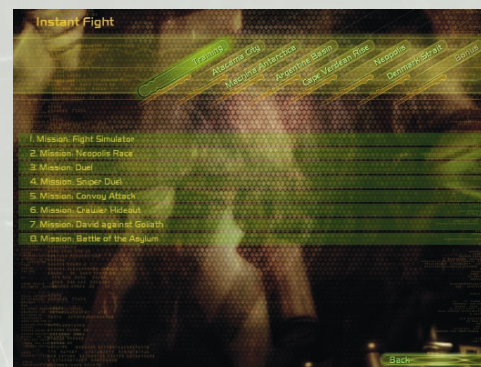 Instant Fight
Training
Atacama City
Machina Antarctica
Argentine Basin
Cape Verdean Rise
Neopolis
Denmark Strait
Bonus
1. Mission: Fight Simulator
2. Mission: Neopolis Race
3. Mission: Duel
4. Mission: Sniper Duel
5. Mission: Convoy Attack
6. Mission: Crawler Hideout
7. Mission: David against Goliath
0. Mission: Battle of the Asylum
Back